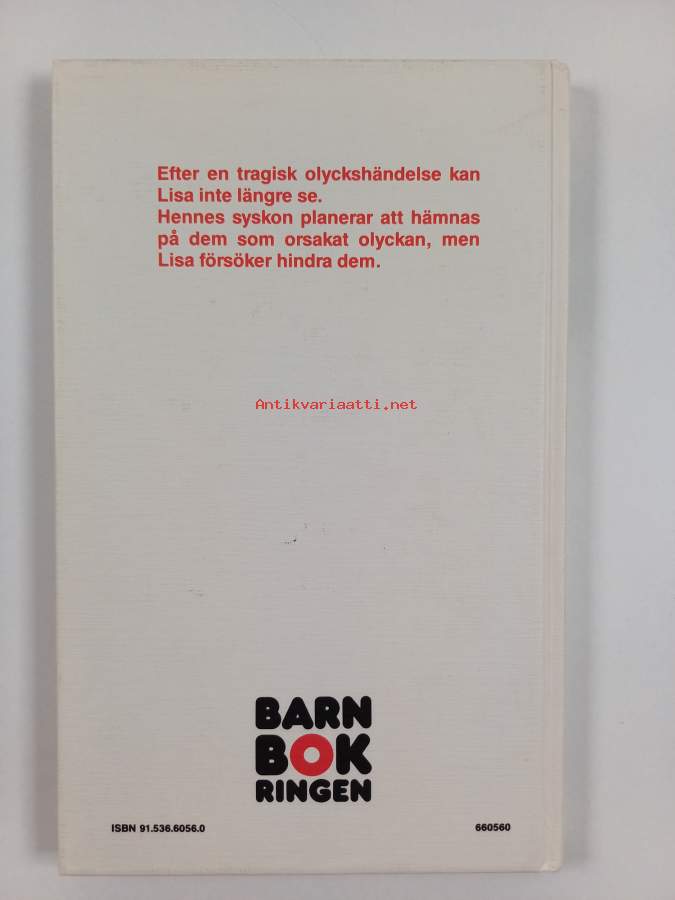 Efter en tragisk olyckshändelse kan
Lisa inte längre se.
Hennes syskon planerar att hämnas
på dem som orsakat olyckan, men
Lisa försöker hindra dem.
Antikvariaatti.net
BARN
BOK
RINGEN
ISBN 91.536.6056.0 660560